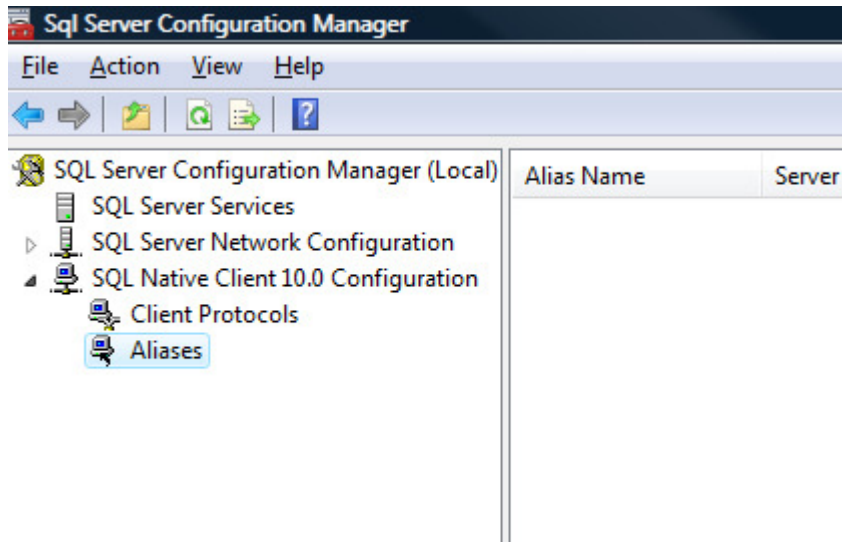 Sql Server Configuration Manager
File Action View Help
SQL Server Configuration Manager (Local)
SQL Server Services
SQL Server Network Configuration
SQL Native Client 10.0 Configuration
Client Protocols
Aliases
Alias Name Server